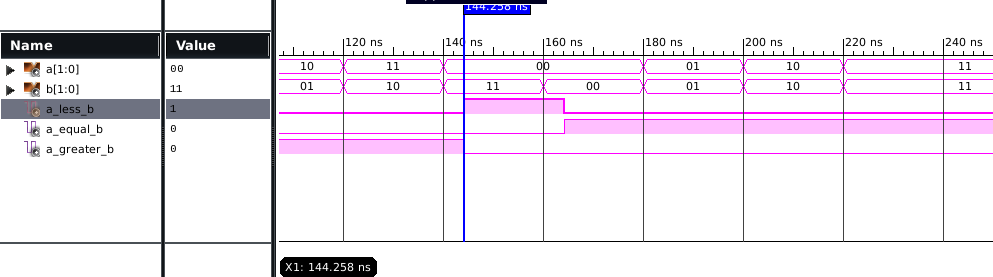 144.258 ns
Name Value
120 ns 140 ns 160 ns 180 ns 200 ns 220 ns 240 ns
a[1:0] 00 10 11 00 01 10 11
b[1:0] 11 01 10 11 00 01 10 11
a_less_b 1
a_equal_b 0
a_greater_b 0
X1: 144.258 ns